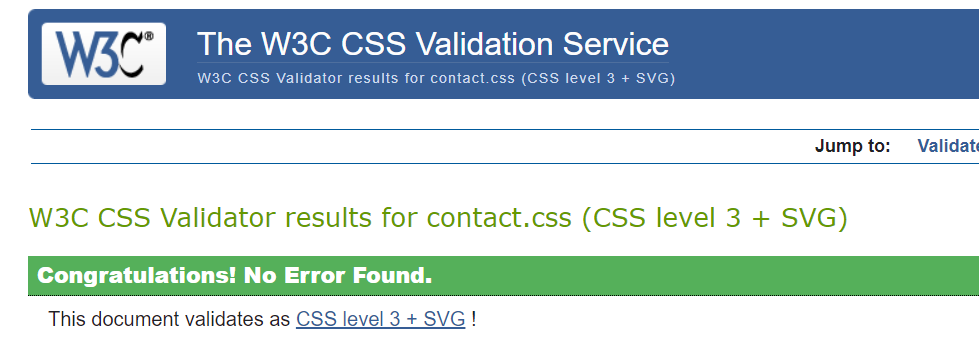 W3C®
The W3C CSS Validation Service
W3C CSS Validator results for contact.css (CSS level 3 + SVG)
Jump to: Validate
W3C CSS Validator results for contact.css (CSS level 3 + SVG)
Congratulations! No Error Found.
This document validates as CSS level 3 + SVG !